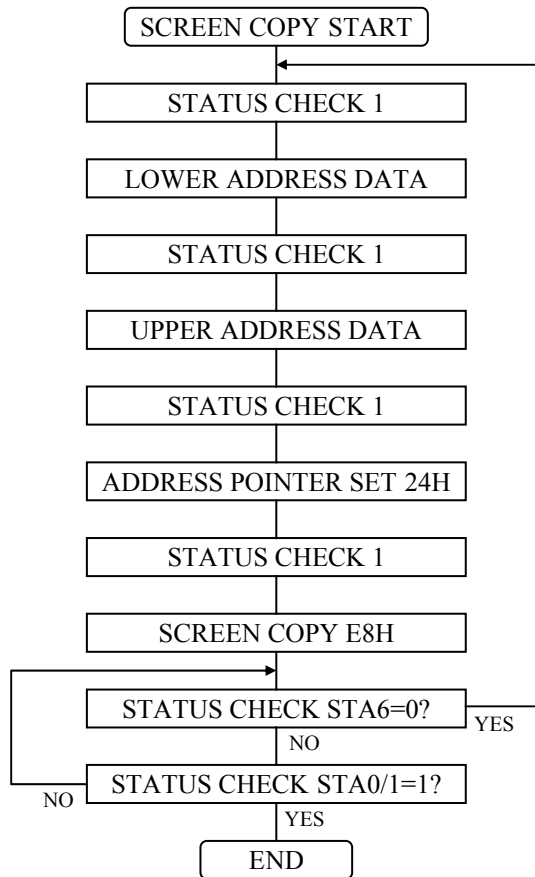 SCREEN COPY START
STATUS CHECK 1
LOWER ADDRESS DATA
STATUS CHECK 1
UPPER ADDRESS DATA
STATUS CHECK 1
ADDRESS POINTER SET 24H
STATUS CHECK 1
SCREEN COPY E8H
STATUS CHECK STA6=0?
YES
NO
STATUS CHECK STA0/1=1?
NO
YES
END